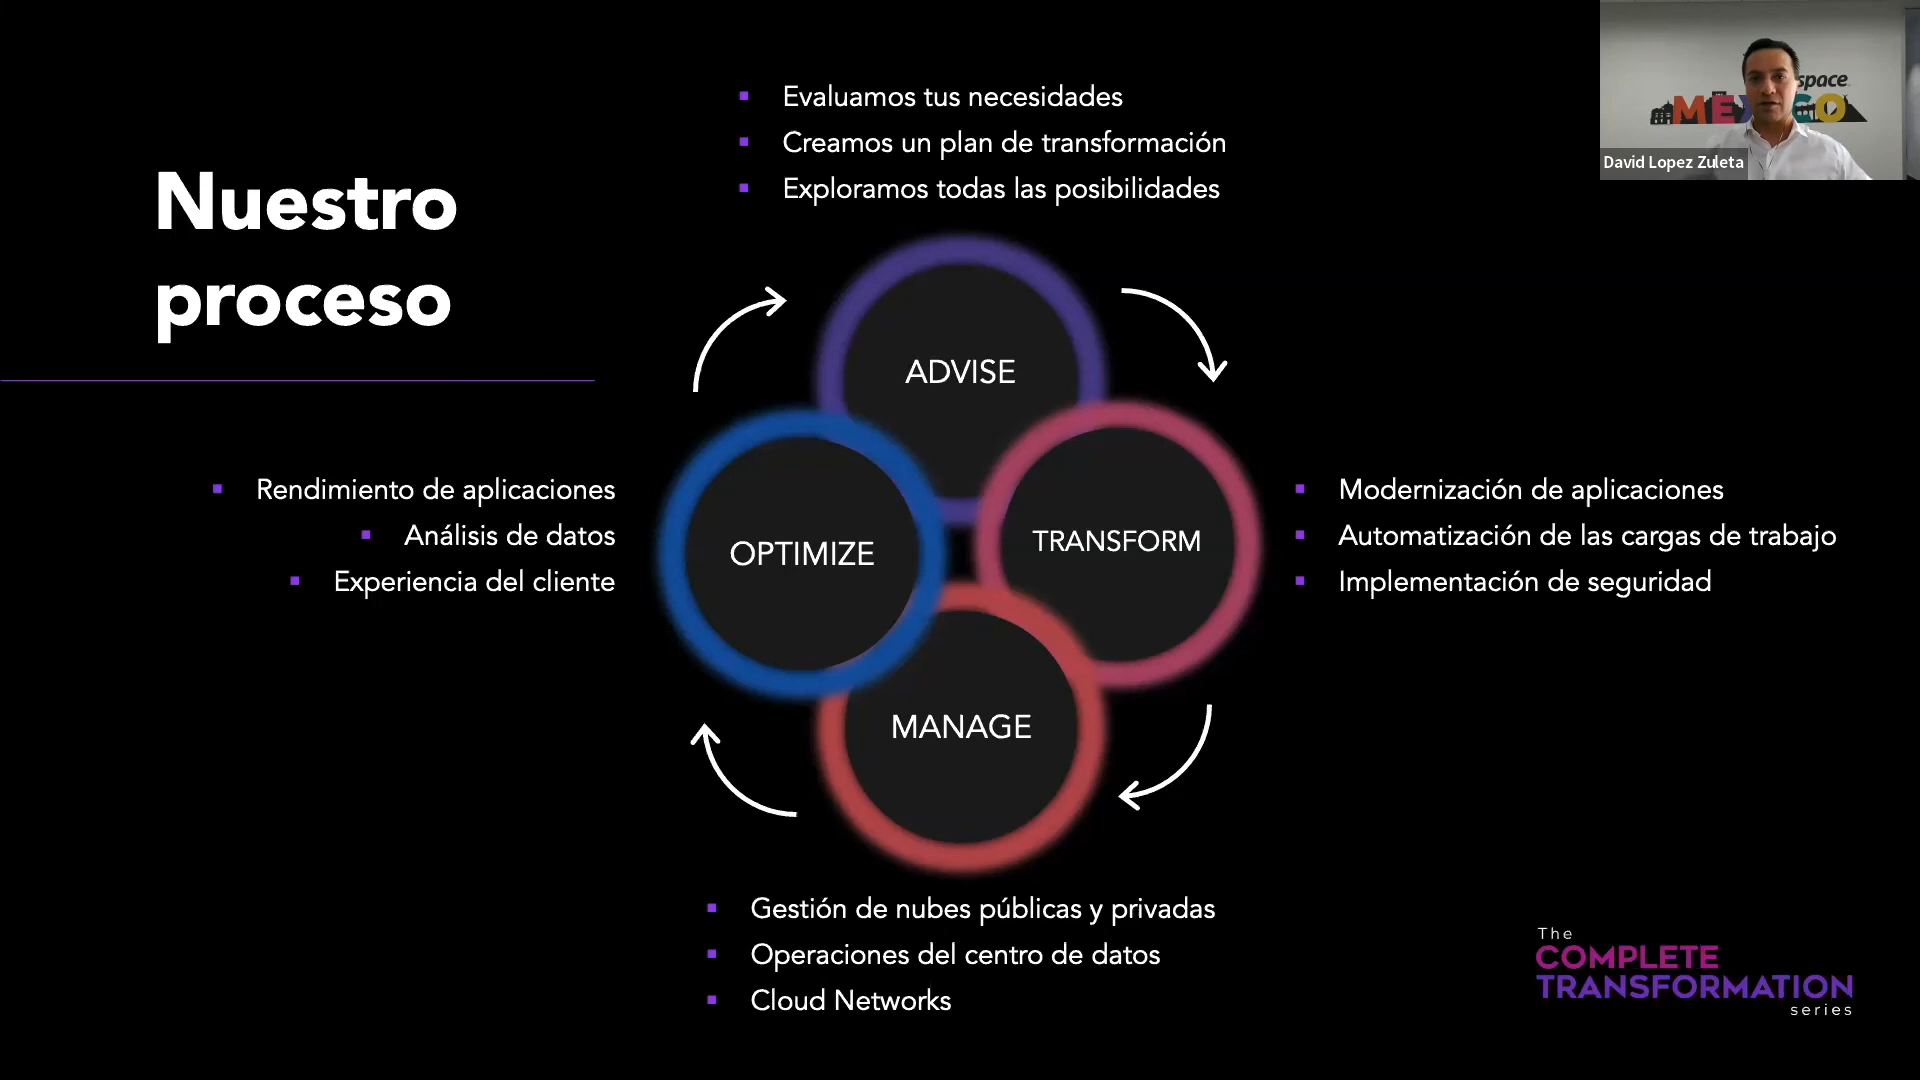 Nuestro
proceso
Evaluamos tus necesidades
Creamos un plan de transformación
Exploramos todas las posibilidades
ADVISE
TRANSFORM
OPTIMIZE
MANAGE
Rendimiento de aplicaciones
Análisis de datos
Experiencia del cliente
Modernización de aplicaciones
Automatización de las cargas de trabajo
Implementación de seguridad
Gestión de nubes públicas y privadas
Operaciones del centro de datos
Cloud Networks
The
COMPLETE
TRANSFORMATION
series
space
David Lopez Zuleta